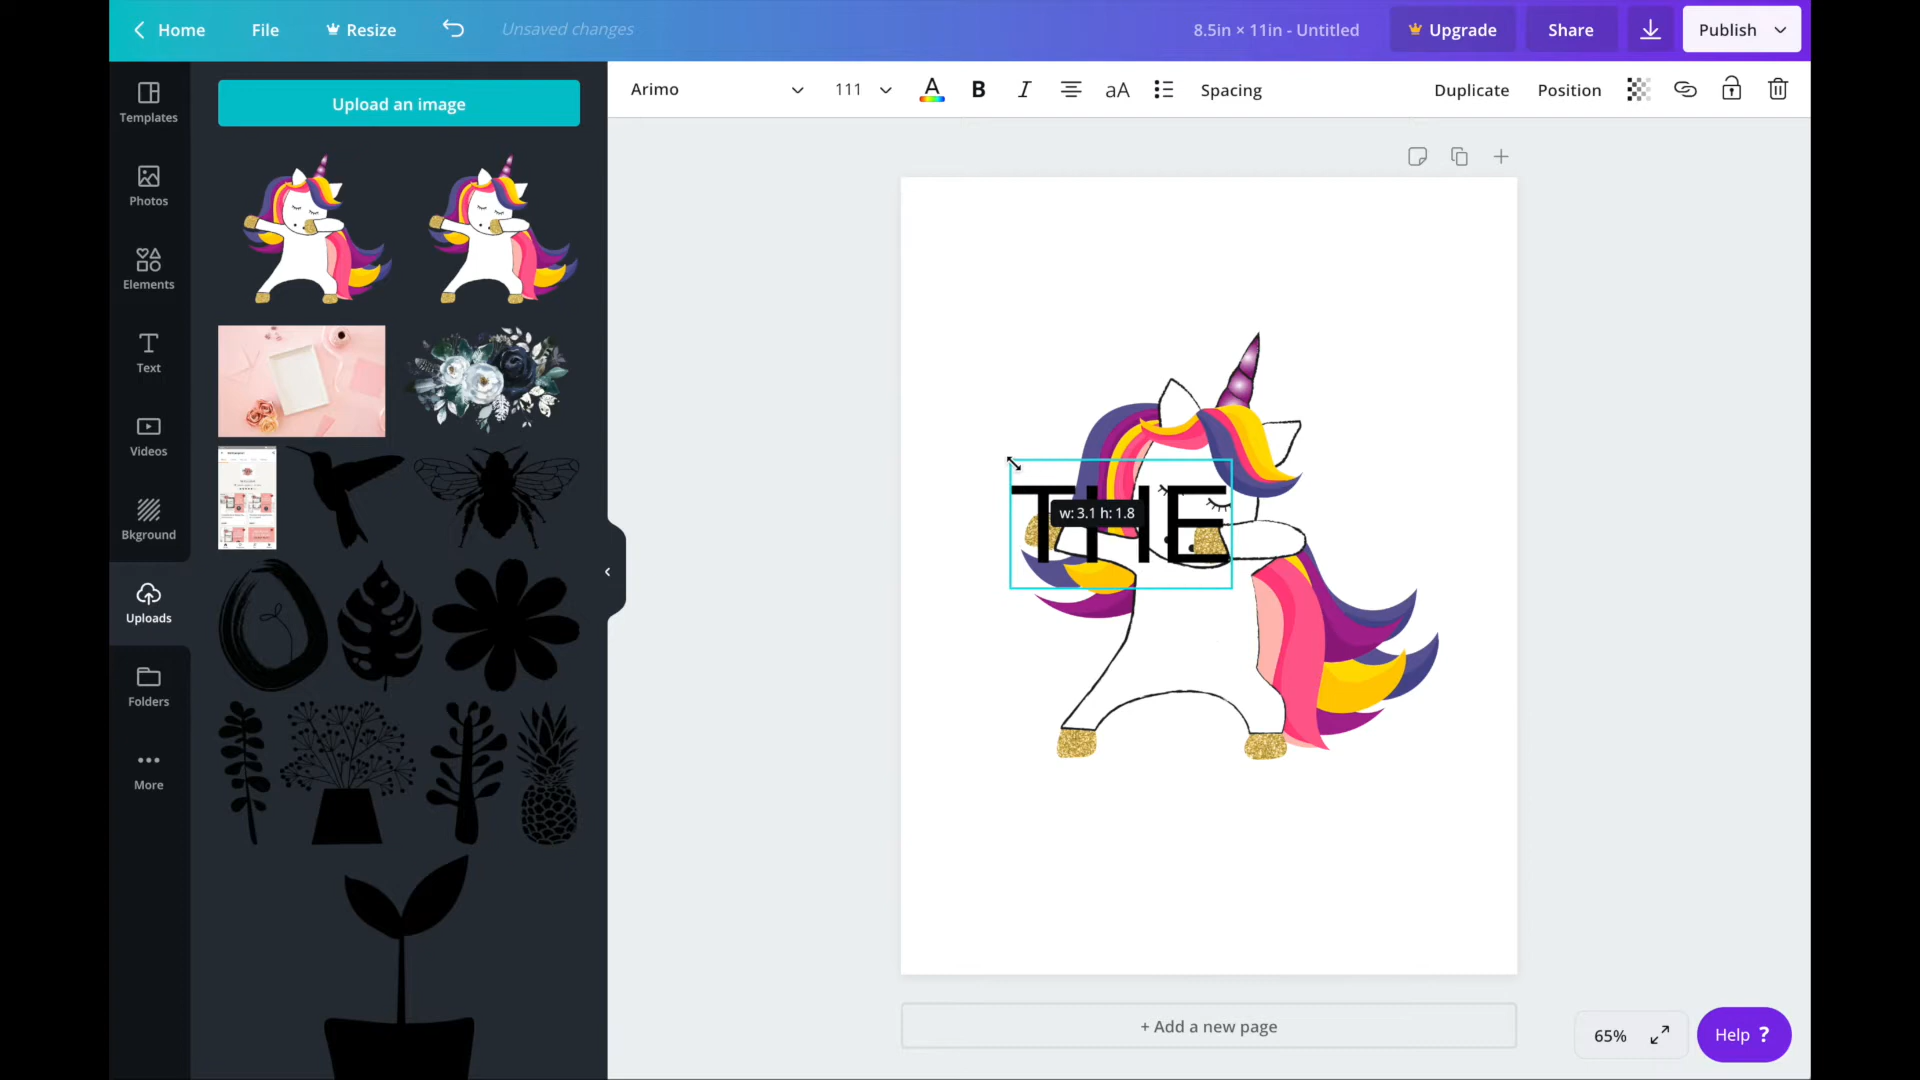 Home
File
Resize
Unsaved changes
8.5in × 11in - Untitled
Upgrade
Share
Publish
Templates
Photos
Elements
Text
Videos
Bkground
Uploads
Folders
More
Upload an image
Arimo
111
A
B
I
aA
Spacing
Duplicate
Position
THE
w: 3.1 h: 1.8
+ Add a new page
65%
Help ?